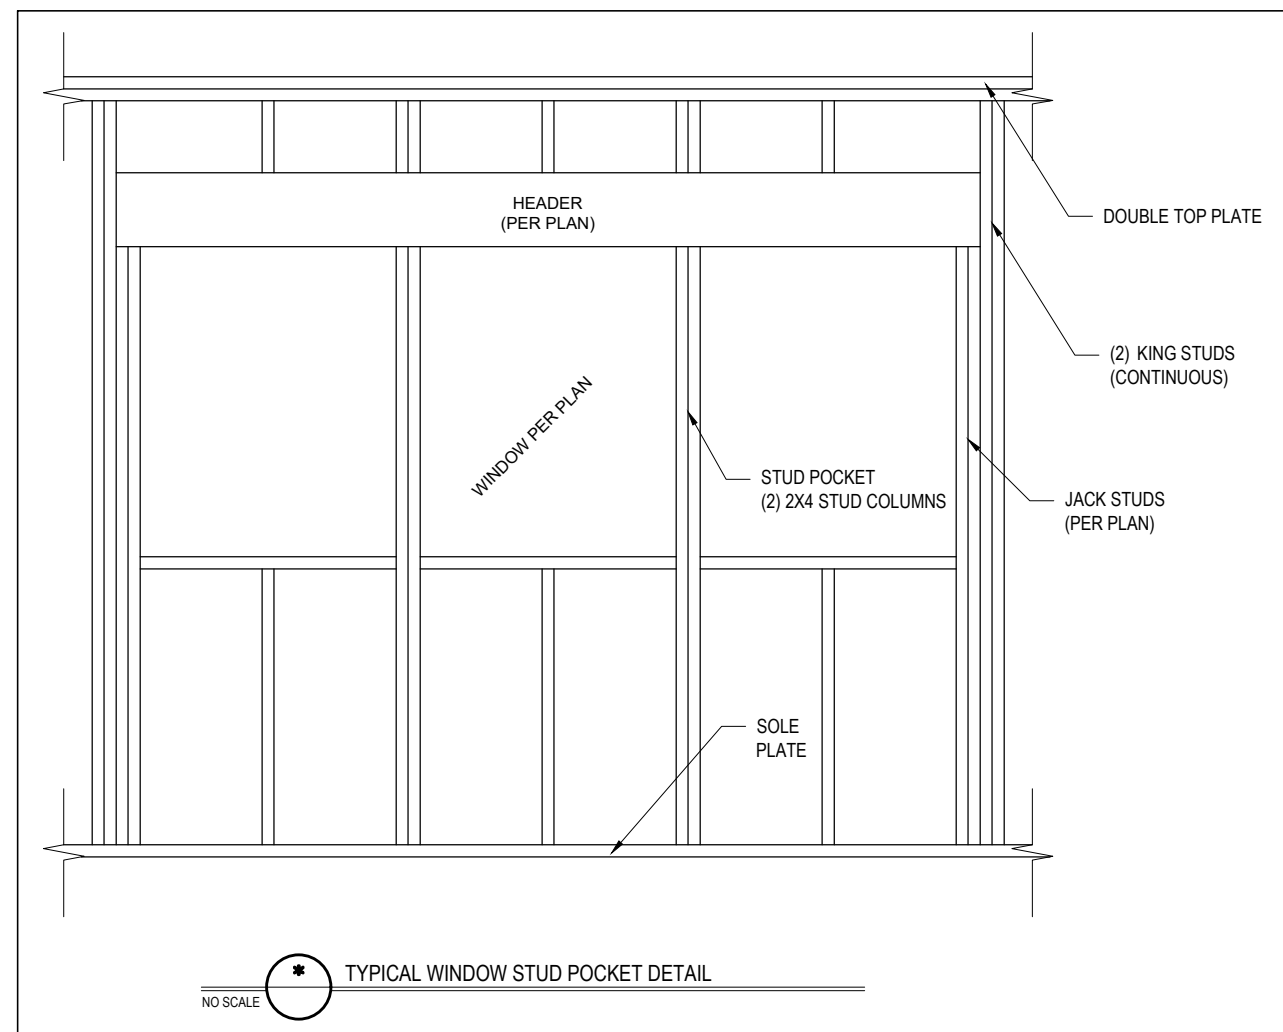 HEADER
(PER PLAN)
DOUBLE TOP PLATE
(2) KING STUDS
(CONTINUOUS)
WINDOW PER PLAN
STUD POCKET
(2) 2X4 STUD COLUMNS
JACK STUDS
(PER PLAN)
SOLE
PLATE
*
TYPICAL WINDOW STUD POCKET DETAIL
NO SCALE